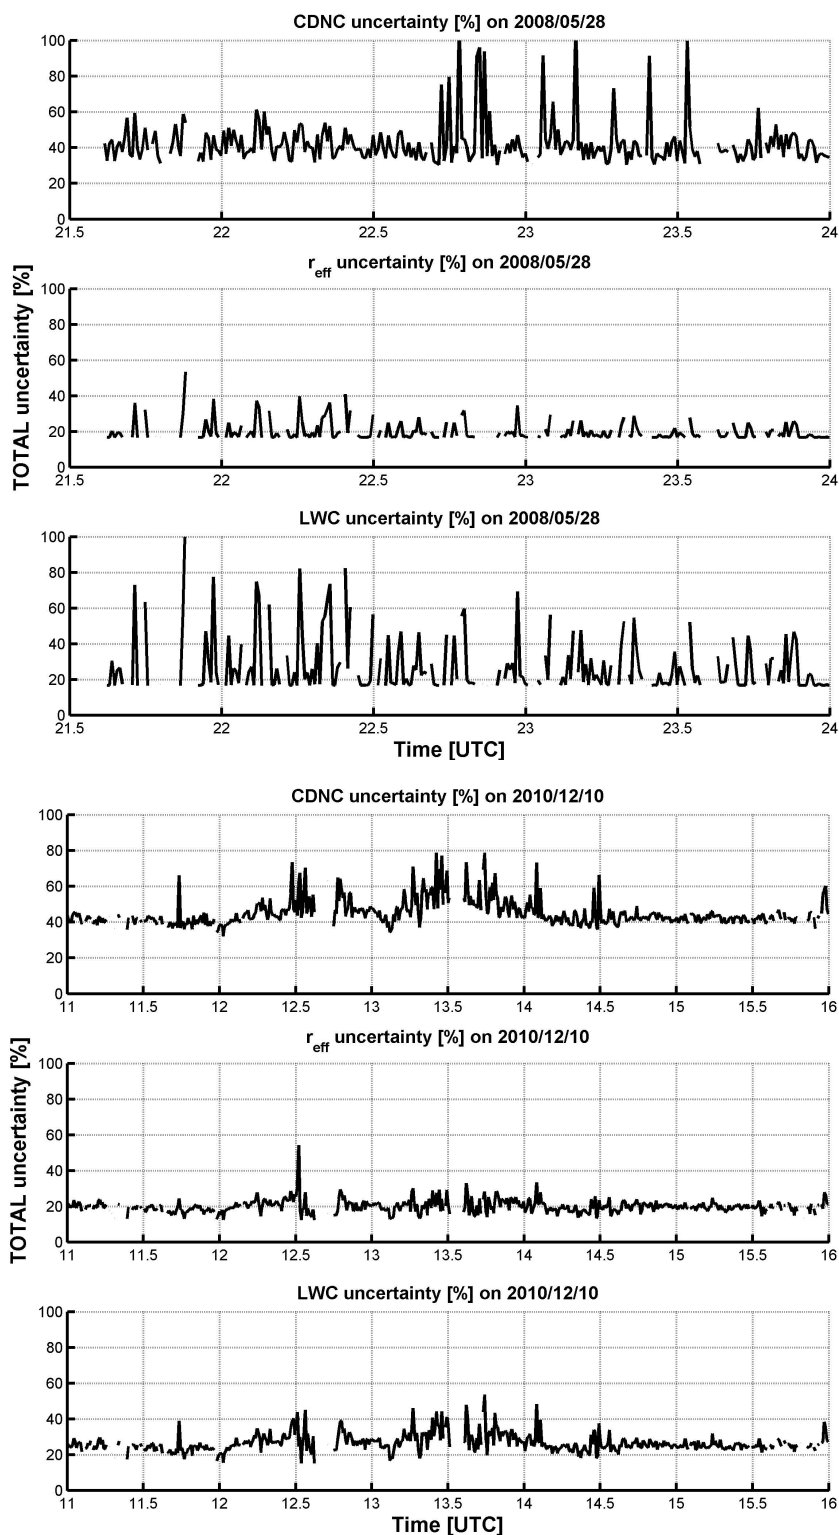 CDNC uncertainty [%] on 2008/05/28
100
80
60
40
20
0
21.5 22 22.5 23 23.5 24
r_eff uncertainty [%] on 2008/05/28
100
80
60
40
20
0
21.5 22 22.5 23 23.5 24
TOTAL uncertainty [%]
LWC uncertainty [%] on 2008/05/28
100
80
60
40
20
0
21.5 22 22.5 23 23.5 24
Time [UTC]
CDNC uncertainty [%] on 2010/12/10
100
80
60
40
20
0
11 11.5 12 12.5 13 13.5 14 14.5 15 15.5 16
r_eff uncertainty [%] on 2010/12/10
100
80
60
40
20
0
11 11.5 12 12.5 13 13.5 14 14.5 15 15.5 16
TOTAL uncertainty [%]
LWC uncertainty [%] on 2010/12/10
100
80
60
40
20
0
11 11.5 12 12.5 13 13.5 14 14.5 15 15.5 16
Time [UTC]